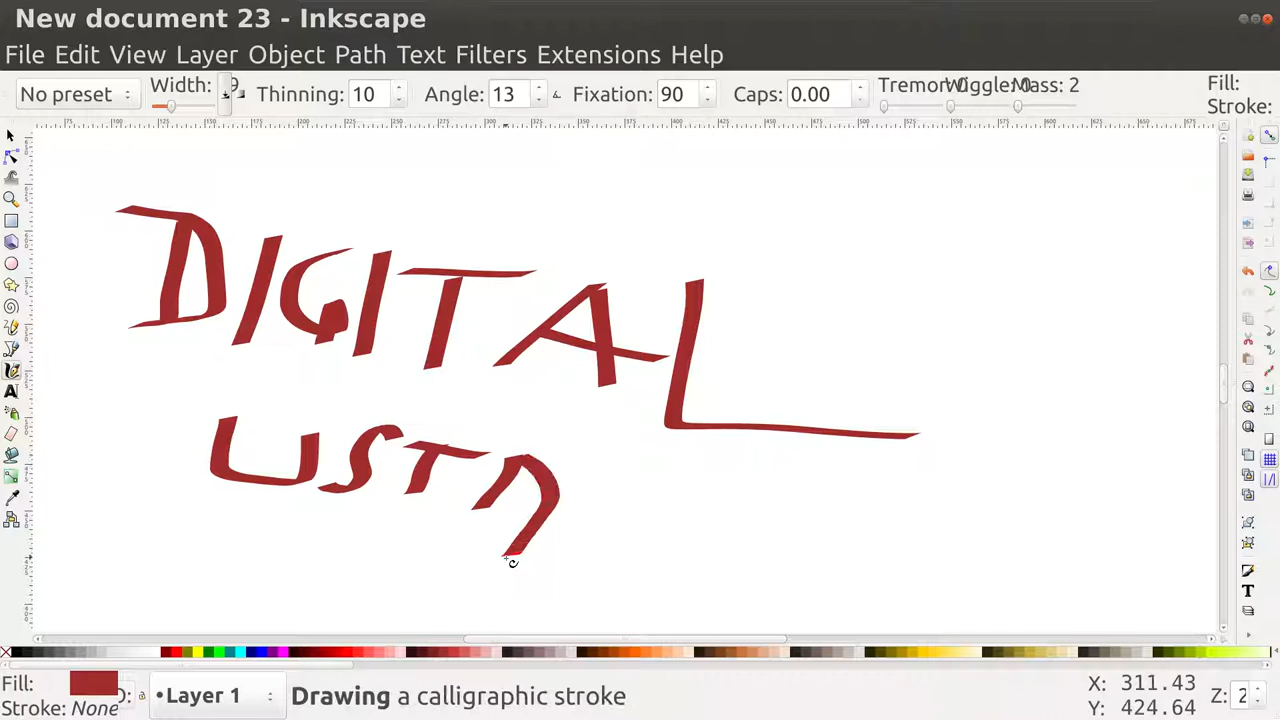 New document 23 - Inkscape
File Edit View Layer Object Path Text Filters Extensions Help
No preset Width: Thinning: 10 Angle: 13 Fixation: 90 Caps: 0.00 Mass: 2 Fill:
Stroke:
DIGITAL
UST
Fill: Layer 1 Drawing a calligraphic stroke X: 311.43 Z: 2
Stroke: None Y: 424.64